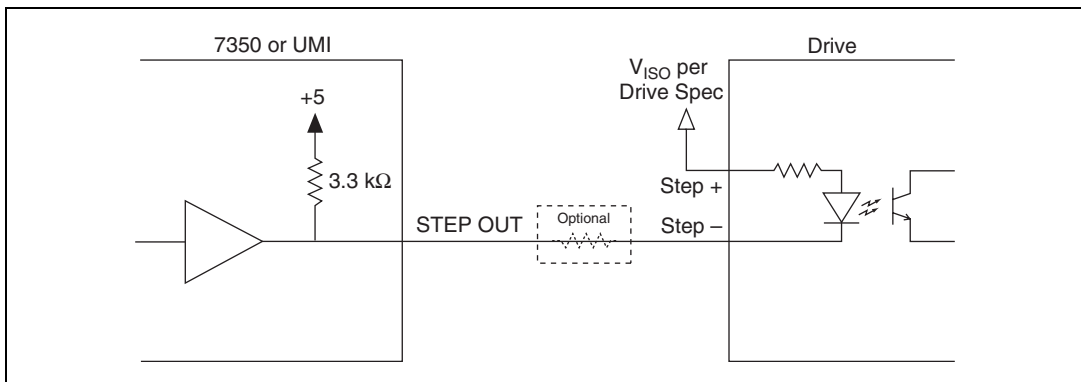 7350 or UMI
Drive
V_ISO per
Drive Spec
+5
3.3 kΩ
Step +
STEP OUT
Optional
Step –